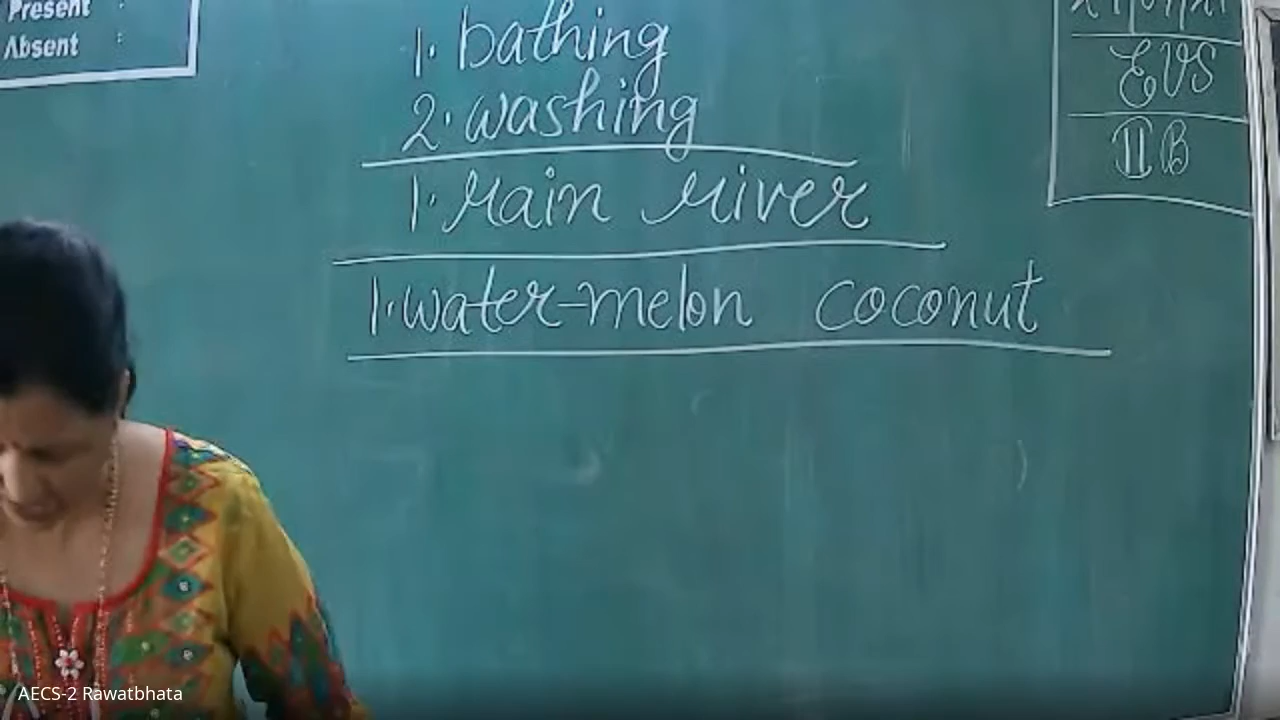 Present :
Absent :
1. bathing
2. washing
1. Rain River
1. water-melon coconut
EVS
II B
AECS-2 Rawatbhata